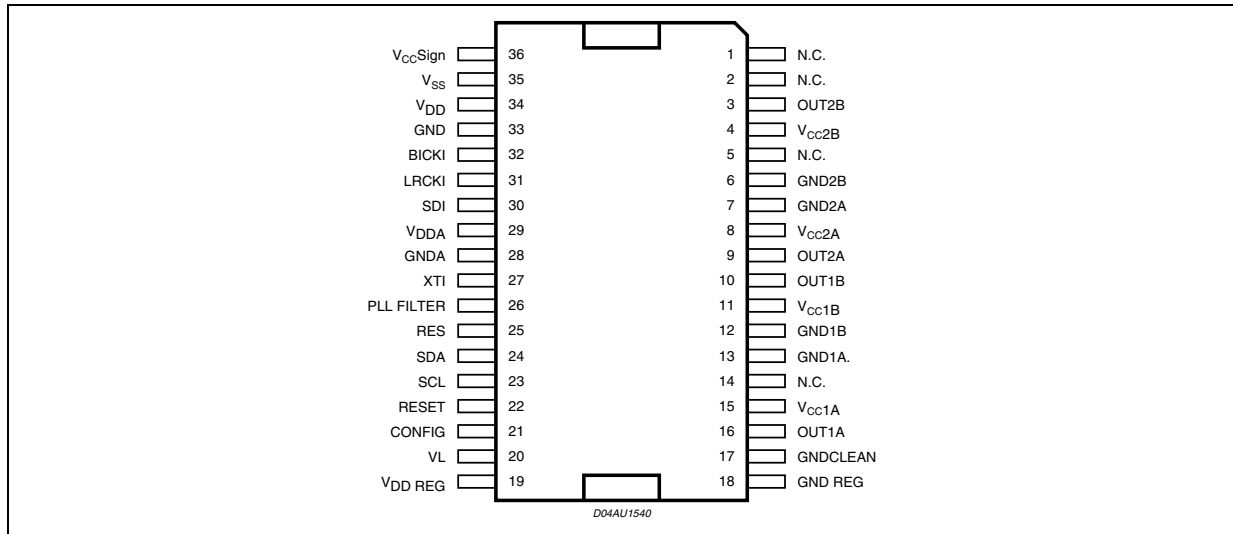 VCCSign 36 1 N.C.
VSS 35 2 N.C.
VDD 34 3 OUT2B
GND 33 4 VCC2B
BICKI 32 5 N.C.
LRCKI 31 6 GND2B
SDI 30 7 GND2A
VDDA 29 8 VCC2A
GNDA 28 9 OUT2A
XTI 27 10 OUT1B
PLL FILTER 26 11 VCC1B
RES 25 12 GND1B
SDA 24 13 GND1A.
SCL 23 14 N.C.
RESET 22 15 VCC1A
CONFIG 21 16 OUT1A
VL 20 17 GNDCLEAN
VDD REG 19 18 GND REG
D04AU1540